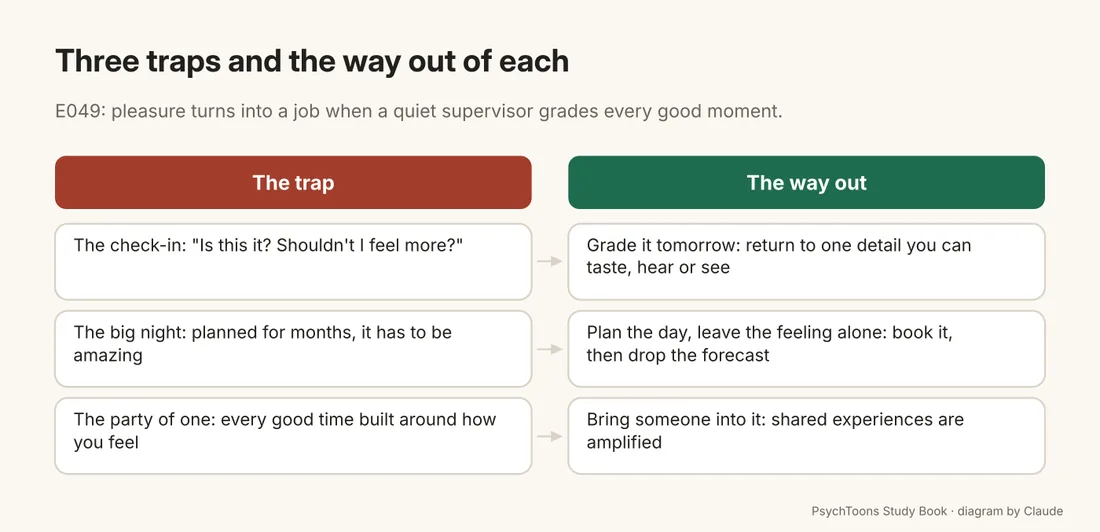 Three traps and the way out of each
E049: pleasure turns into a job when a quiet supervisor grades every good moment.
The trap
The way out
The check-in: "Is this it? Shouldn't I feel more?"
Grade it tomorrow: return to one detail you can
taste, hear or see
The big night: planned for months, it has to be
amazing
Plan the day, leave the feeling alone: book it,
then drop the forecast
The party of one: every good time built around how
you feel
Bring someone into it: shared experiences are
amplified
PsychToons Study Book · diagram by Claude